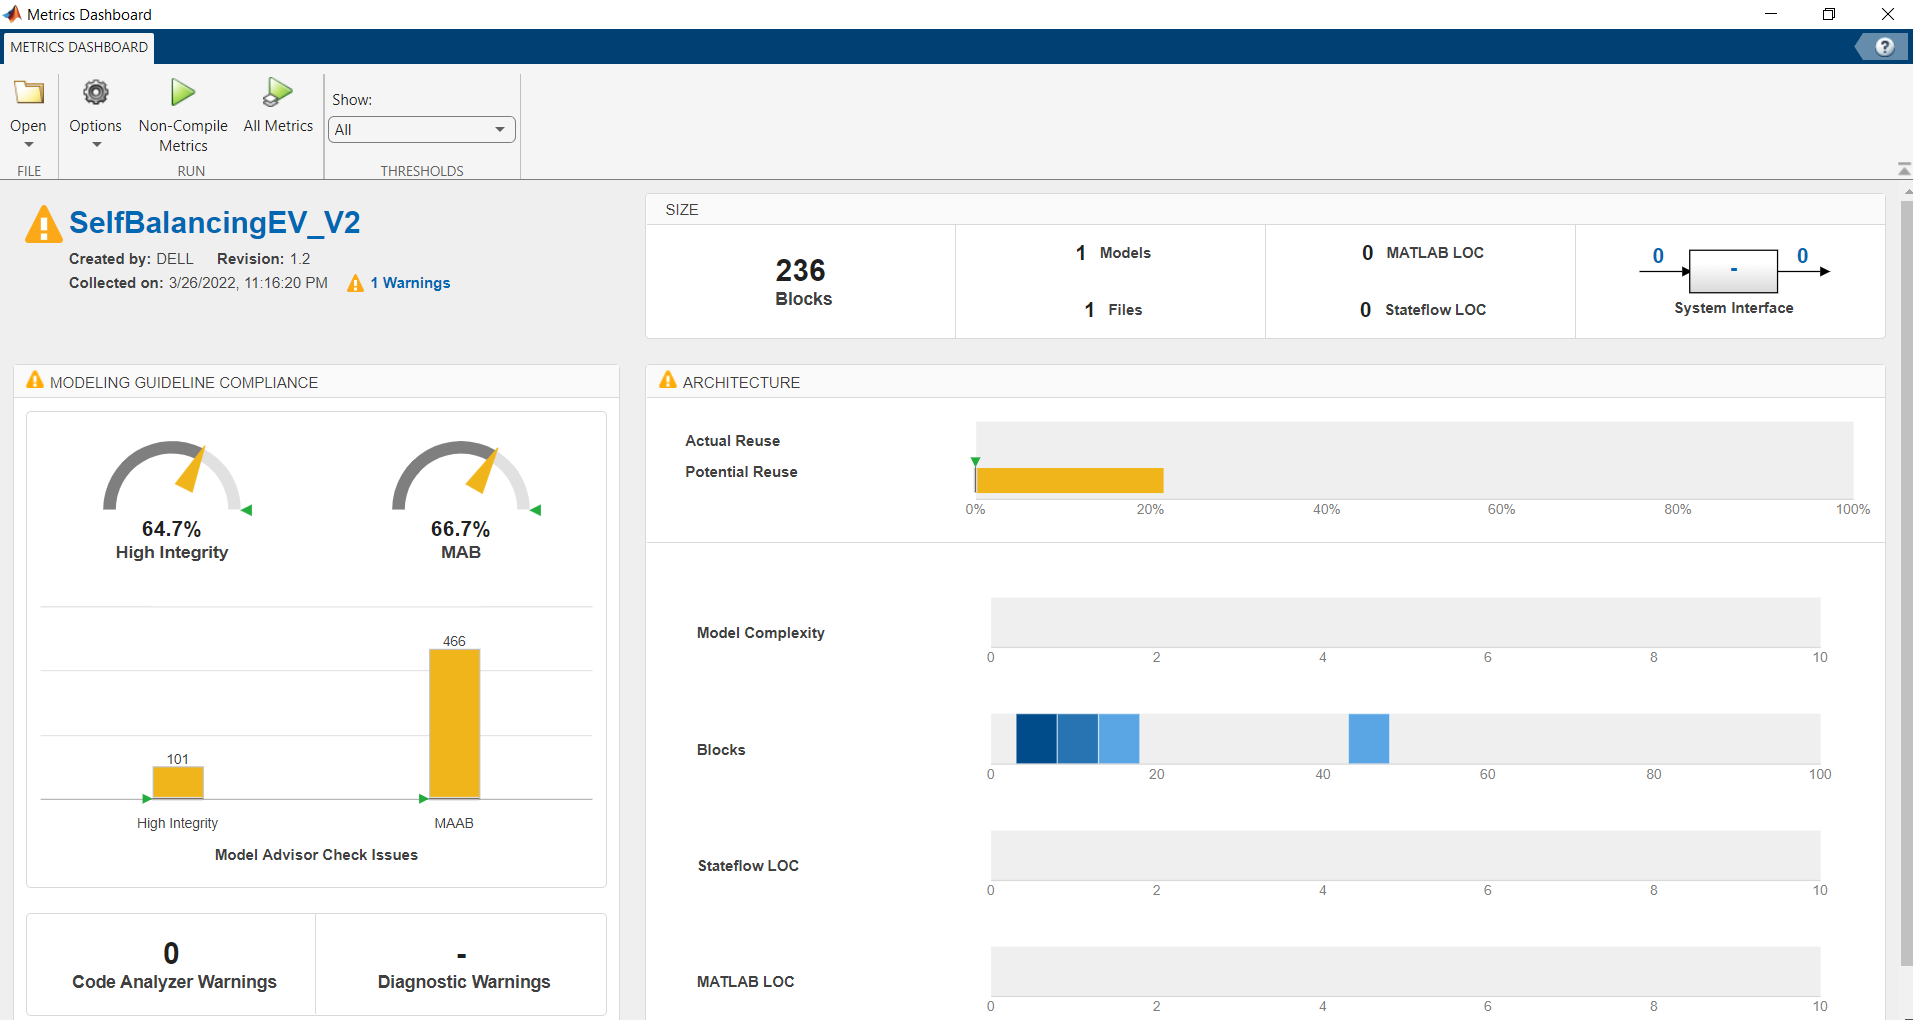 Metrics Dashboard
METRICS DASHBOARD
?
Open
Options
Non-Compile
Metrics
All Metrics
Show:
All
FILE
RUN
THRESHOLDS
SelfBalancingEV_V2
Created by: DELL Revision: 1.2
Collected on: 3/26/2022, 11:16:20 PM 1 Warnings
SIZE
236
Blocks
1 Models
1 Files
0 MATLAB LOC
0 Stateflow LOC
0 - 0
System Interface
MODELING GUIDELINE COMPLIANCE
64.7%
High Integrity
66.7%
MAB
466
101
High Integrity MAAB
Model Advisor Check Issues
0
Code Analyzer Warnings
-
Diagnostic Warnings
ARCHITECTURE
Actual Reuse
Potential Reuse
0% 20% 40% 60% 80% 100%
Model Complexity
0 2 4 6 8 10
Blocks
0 20 40 60 80 100
Stateflow LOC
0 2 4 6 8 10
MATLAB LOC
0 2 4 6 8 10